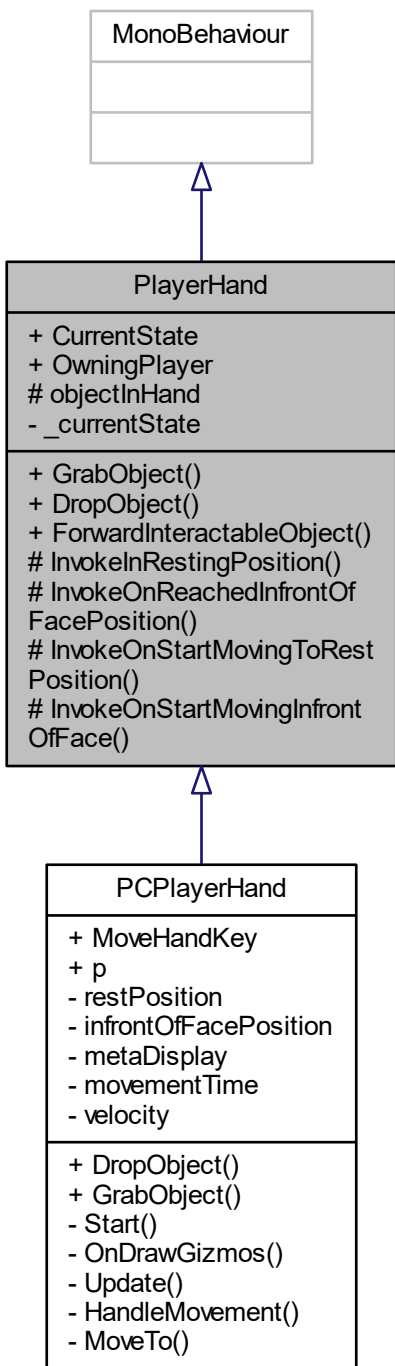 MonoBehaviour
PlayerHand
+ CurrentState
+ OwningPlayer
# objectInHand
- _currentState
+ GrabObject()
+ DropObject()
+ ForwardInteractableObject()
# InvokeInRestingPosition()
# InvokeOnReachedInfrontOf
FacePosition()
# InvokeOnStartMovingToRest
Position()
# InvokeOnStartMovingInfront
OfFace()
PCPlayerHand
+ MoveHandKey
+ p
- restPosition
- infrontOfFacePosition
- metaDisplay
- movementTime
- velocity
+ DropObject()
+ GrabObject()
- Start()
- OnDrawGizmos()
- Update()
- HandleMovement()
- MoveTo()